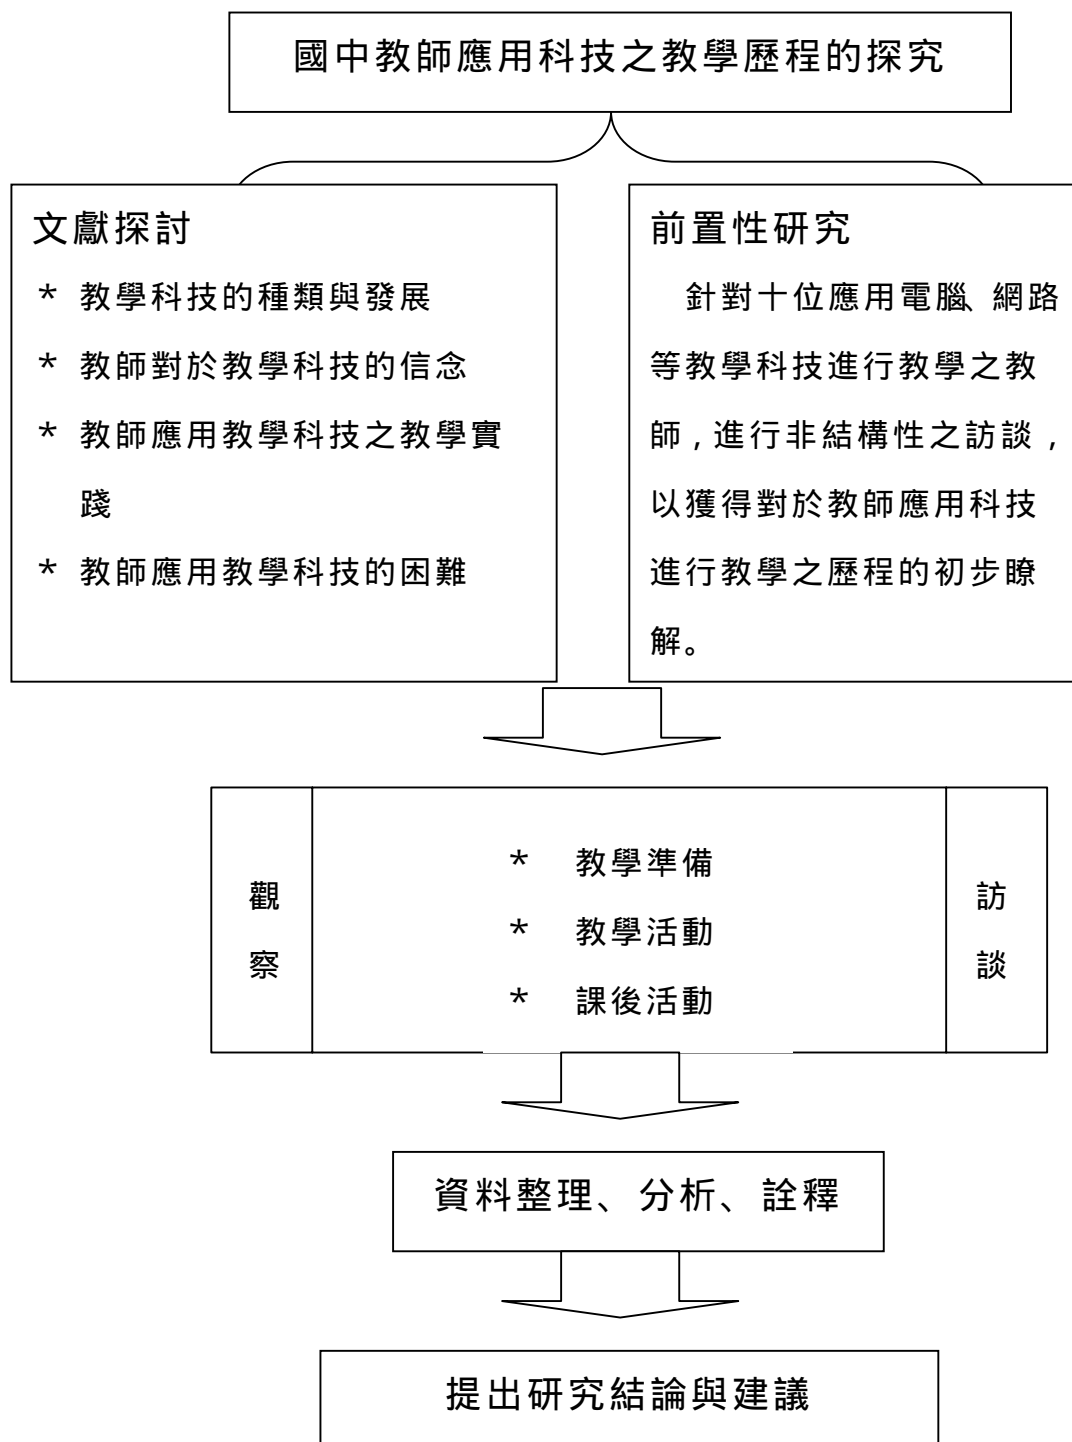 國中教師應用科技之教學歷程的探究
文獻探討
* 教學科技的種類與發展
* 教師對於教學科技的信念
* 教師應用教學科技之教學實
踐
* 教師應用教學科技的困難
前置性研究
針對十位應用電腦、網路
等教學科技進行教學之教
師，進行非結構性之訪談，
以獲得對於教師應用科技
進行教學之歷程的初步瞭
解。
觀
察
* 教學準備
* 教學活動
* 課後活動
訪
談
資料整理、分析、詮釋
提出研究結論與建議